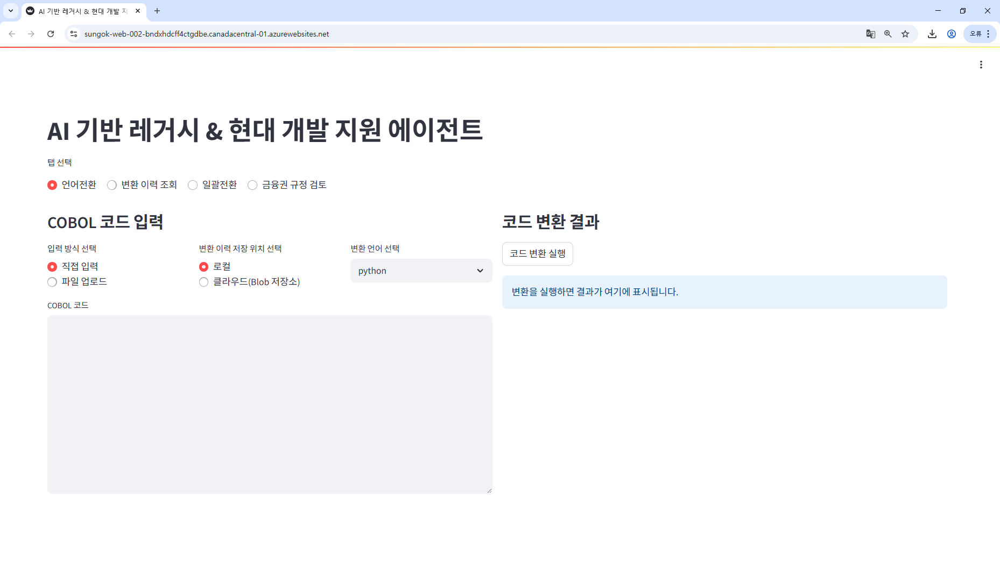 AI 기반 레거시 & 현대 개발 지
sungok-web-002-bndxhdcff4ctgdbe.canadacentral-01.azurewebsites.net
오류
AI 기반 레거시 & 현대 개발 지원 에이전트
탭 선택
언어전환
변환 이력 조회
일괄전환
금융권 규정 검토
COBOL 코드 입력
입력 방식 선택
직접 입력
파일 업로드
변환 이력 저장 위치 선택
로컬
클라우드(Blob 저장소)
변환 언어 선택
python
COBOL 코드
코드 변환 결과
코드 변환 실행
변환을 실행하면 결과가 여기에 표시됩니다.